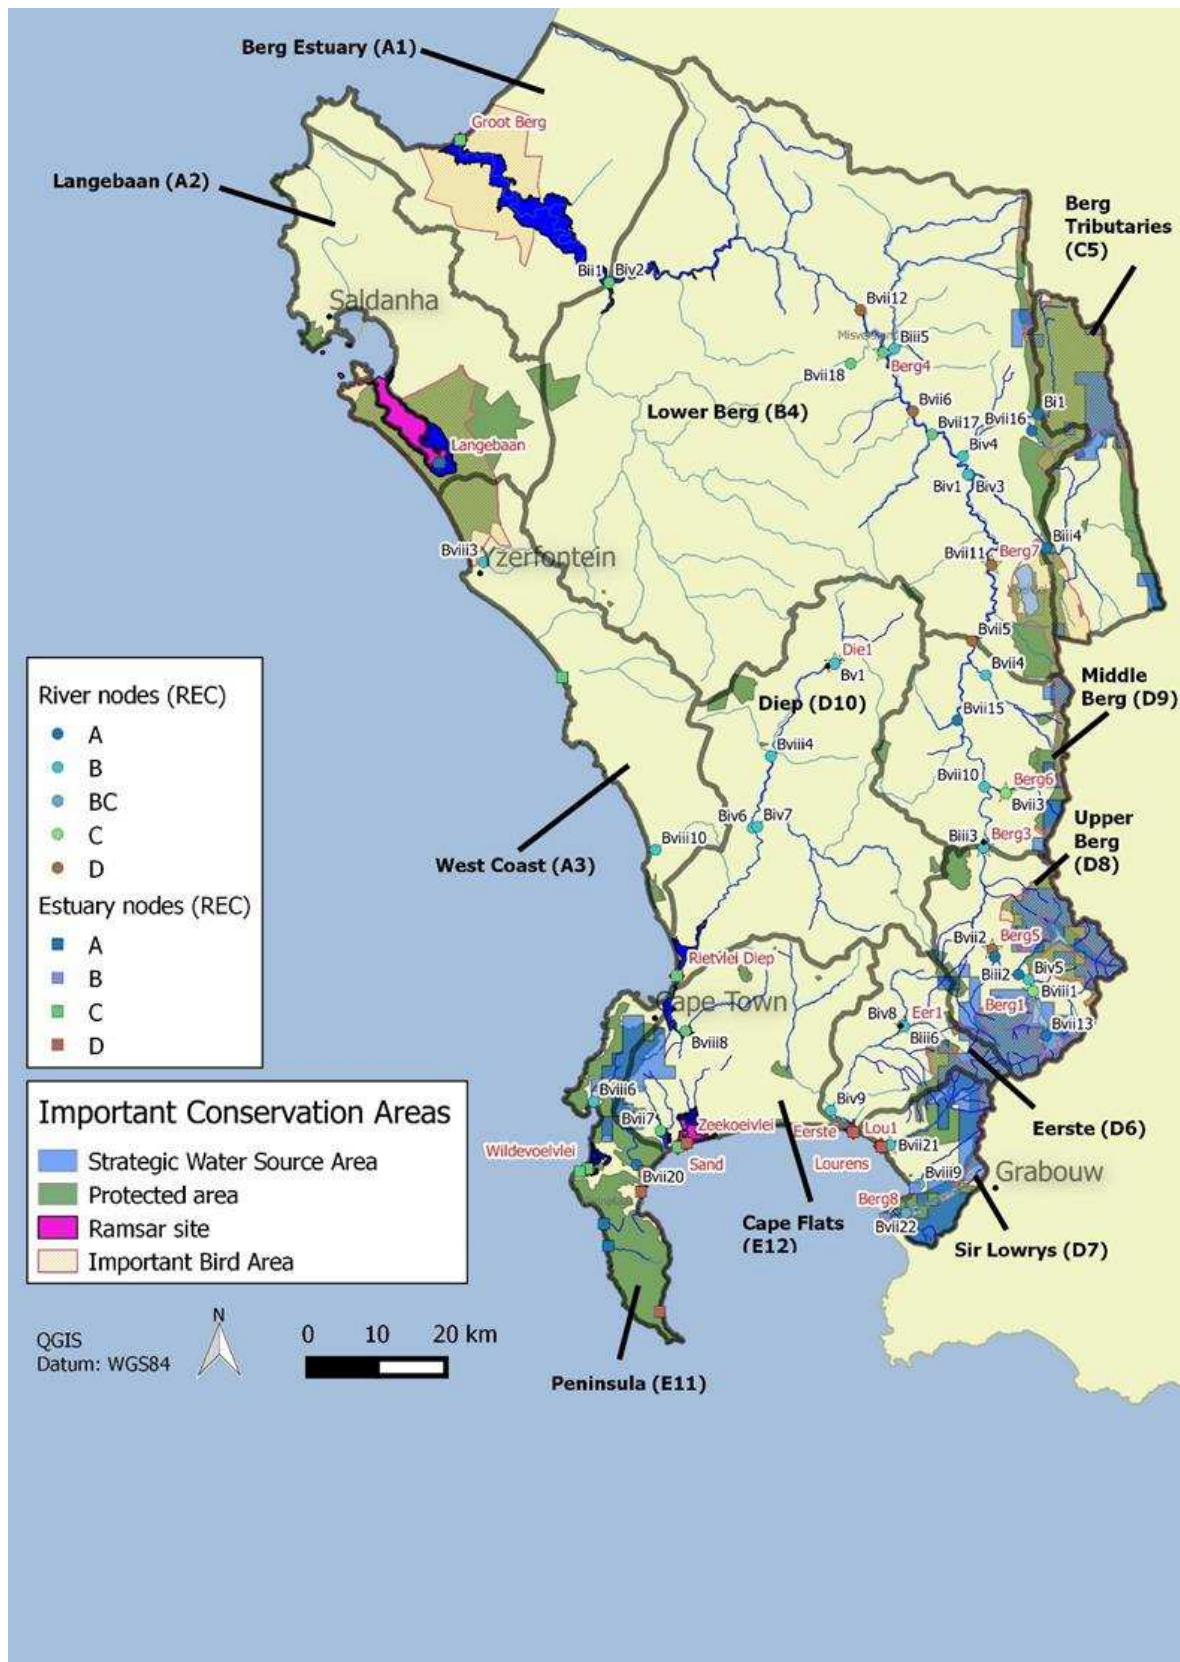 Berg Estuary (A1)
Groot Berg
Langebaan (A2)
Berg
Tributaries
(C5)
Bii1
Biv2
Saldanha
Bvii12
Biii5
Berg4
Bvii18
Lower Berg (B4)
Bvii6
Bvii17
Bvii16
Bi1
Langebaan
Biv4
Biv1
Biv3
Bviii3
Yzerfontein
Bvii11
Berg7
Biii4
Bvii5
Die1
Bv1
Bvii4
Middle
Berg (D9)
Diep (D10)
Bvii15
Bviii4
Bvii10
Berg6
Bvii3
Upper
Berg
(D8)
Biv6
Biv7
Biii3
Berg3
Bviii10
West Coast (A3)
Bvii2
Berg5
Rietvlei Diep
Biii2
Biv5
Bviii1
Cape Town
Berg1
Biv8
Eer1
Bvii13
Bviii8
Biii6
Bviii6
Biv9
Bvii7
Zeekoeivlei
Eerste
Lou1
Eerste (D6)
Wildevoelvlei
Sand
Lourens
Bvii21
Bvii20
Bviii9
Grabouw
Berg8
Cape Flats
(E12)
Bvii22
Sir Lowrys (D7)
Peninsula (E11)
River nodes (REC)
A
B
BC
C
D
Estuary nodes (REC)
A
B
C
D
Important Conservation Areas
Strategic Water Source Area
Protected area
Ramsar site
Important Bird Area
QGIS
Datum: WGS84
N
0 10 20 km